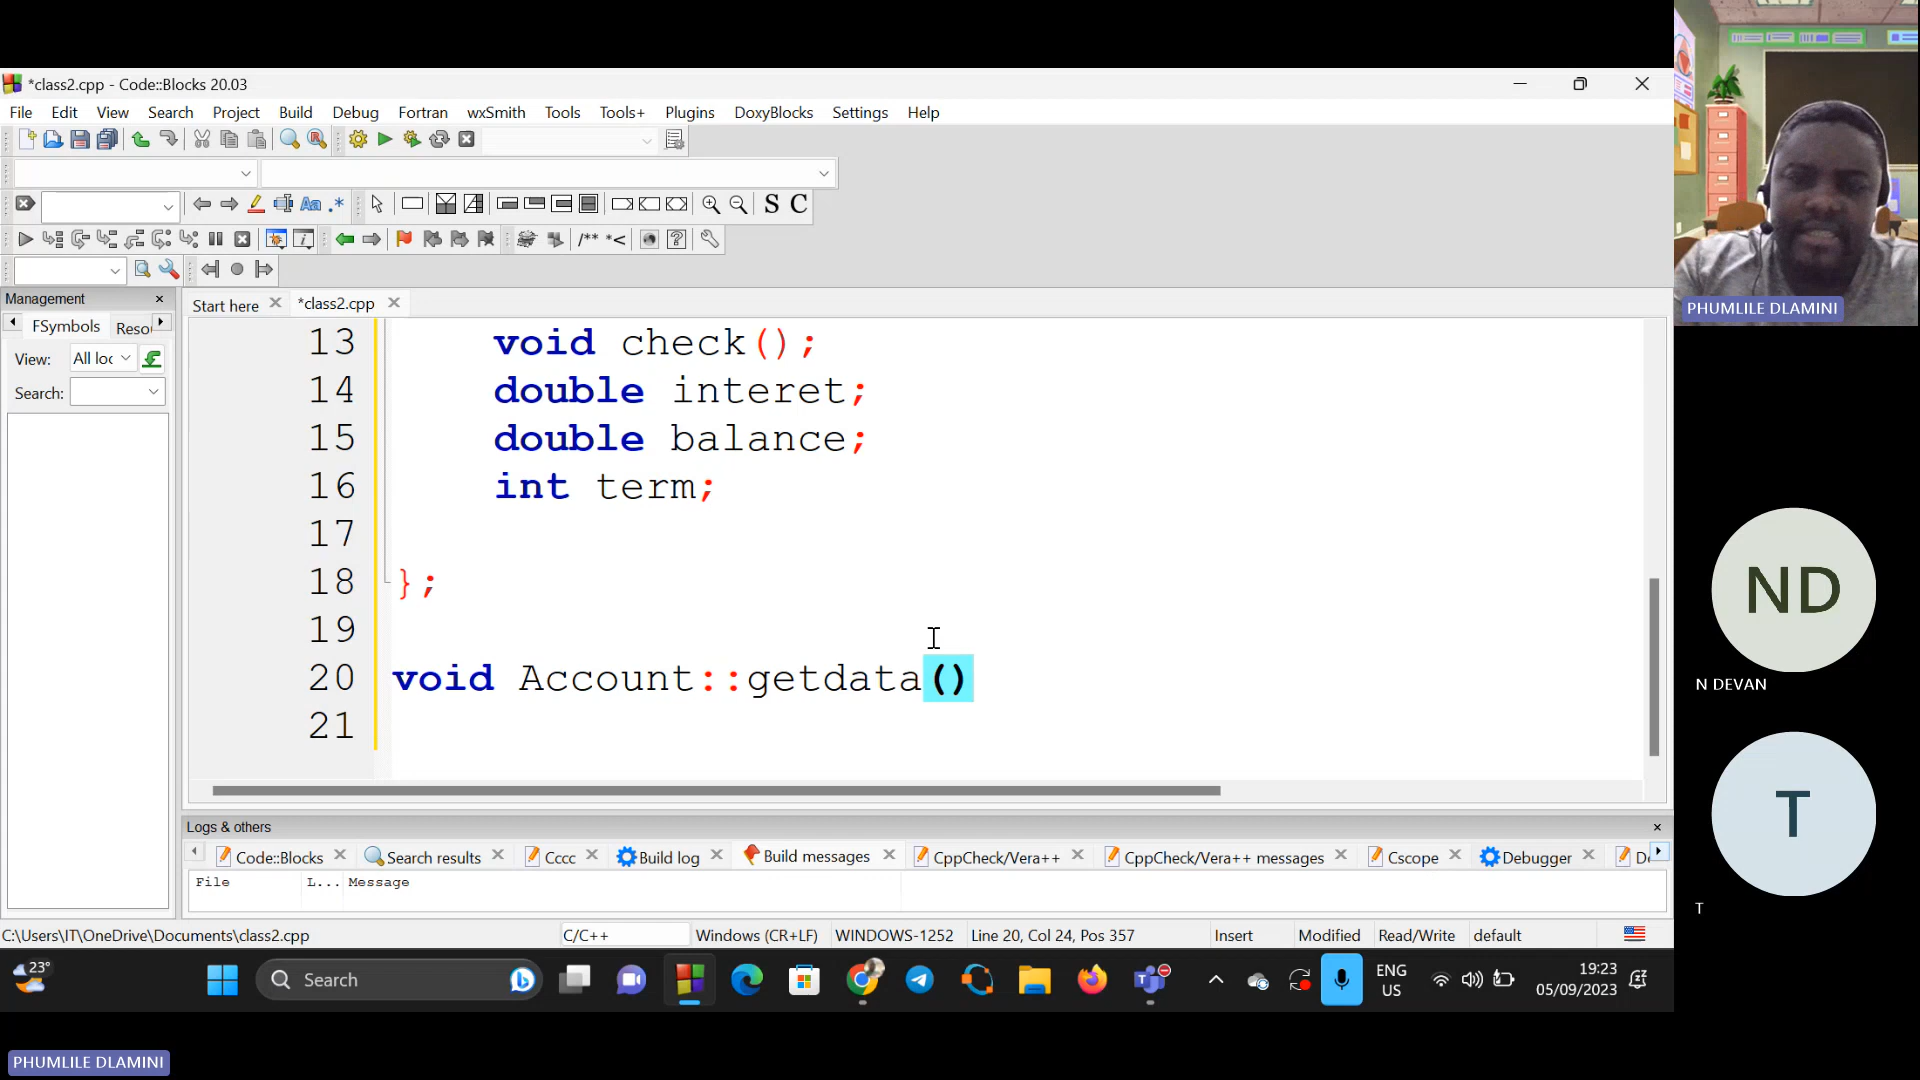 *class2.cpp - Code::Blocks 20.03
File Edit View Search Project Build Debug Fortran wxSmith Tools Tools+ Plugins DoxyBlocks Settings Help
Aa .* S C
/** *<
Management
Start here *class2.cpp
FSymbols Reso
View: All loc
Search:
13 void check();
14 double interet;
15 double balance;
16 int term;
17
18 };
19
20 void Account::getdata()
21
Logs & others
Code::Blocks Search results Cccc Build log Build messages CppCheck/Vera++ CppCheck/Vera++ messages Cscope Debugger D
File L... Message
C:\Users\IT\OneDrive\Documents\class2.cpp C/C++ Windows (CR+LF) WINDOWS-1252 Line 20, Col 24, Pos 357 Insert Modified Read/Write default
23° Search ENG US 19:23 05/09/2023
PHUMLILE DLAMINI
PHUMLILE DLAMINI
ND
N DEVAN
T
T